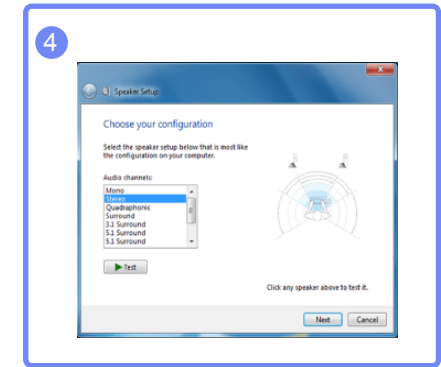 4
Speaker Setup
Choose your configuration
Select the speaker setup below that is most like
the configuration on your computer.
Audio channels:
Mono
Stereo
Quadraphonic
Surround
3.1 Surround
5.1 Surround
5.1 Surround
Test
Click any speaker above to test it.
Next
Cancel